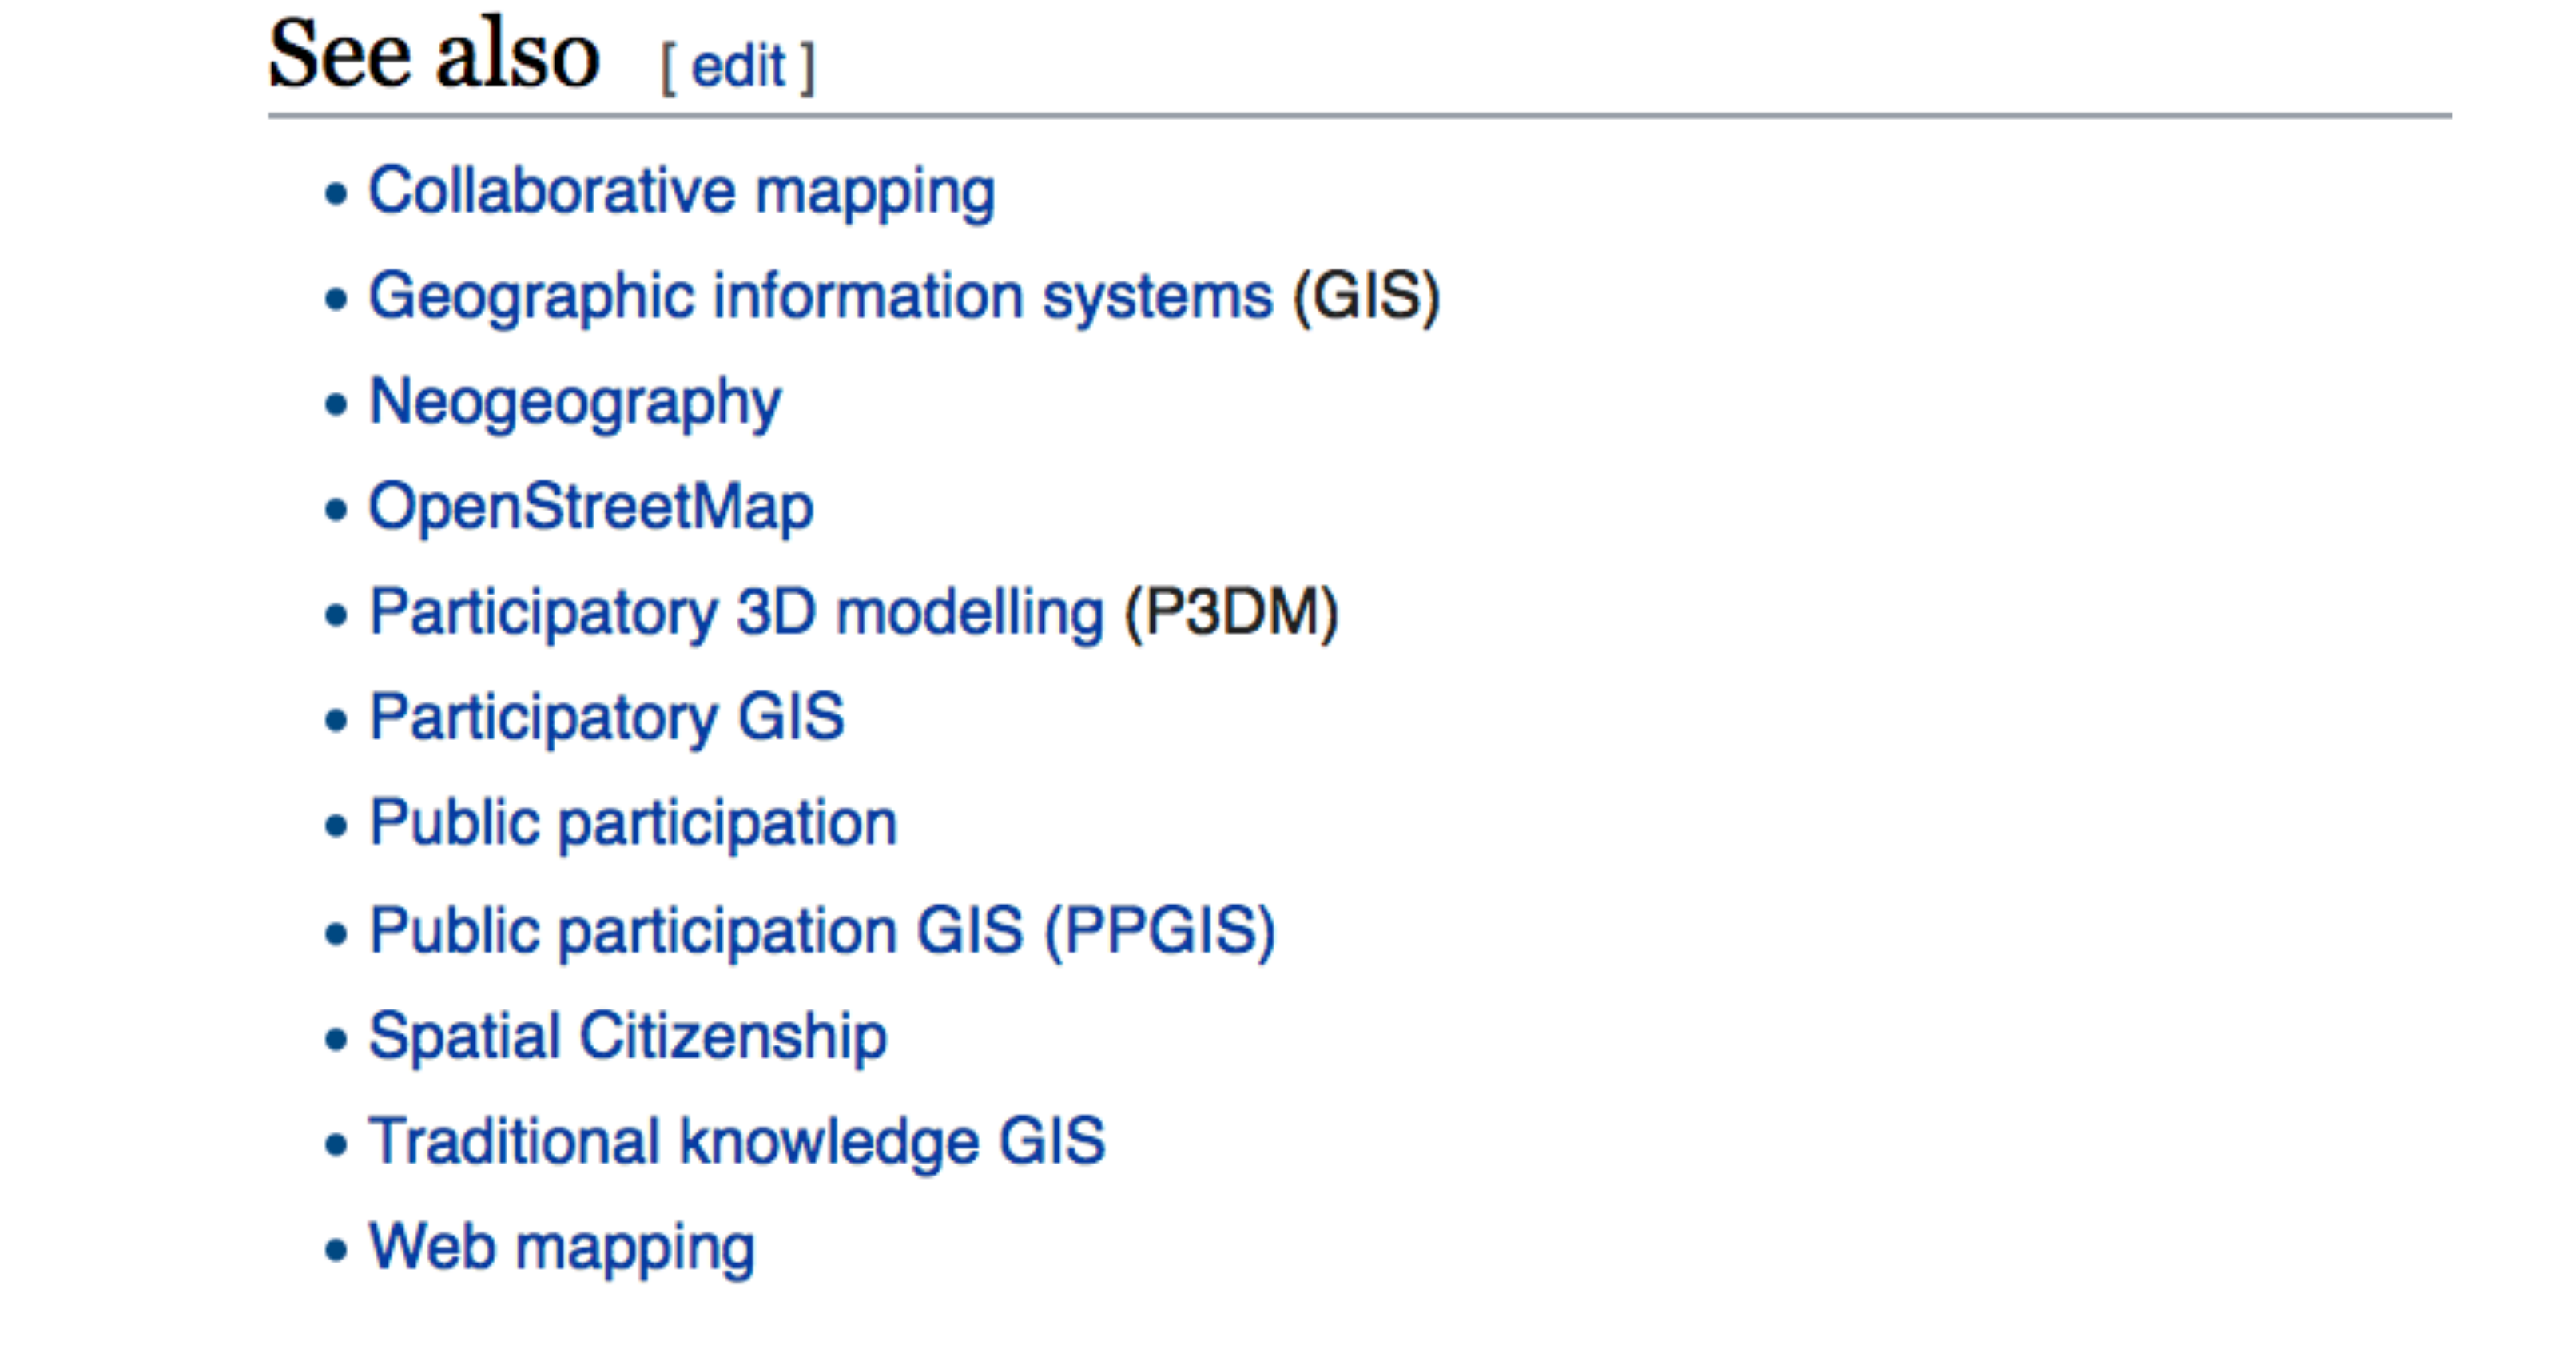 See also [ edit ]
• Collaborative mapping
• Geographic information systems (GIS)
• Neogeography
• OpenStreetMap
• Participatory 3D modelling (P3DM)
• Participatory GIS
• Public participation
• Public participation GIS (PPGIS)
• Spatial Citizenship
• Traditional knowledge GIS
• Web mapping